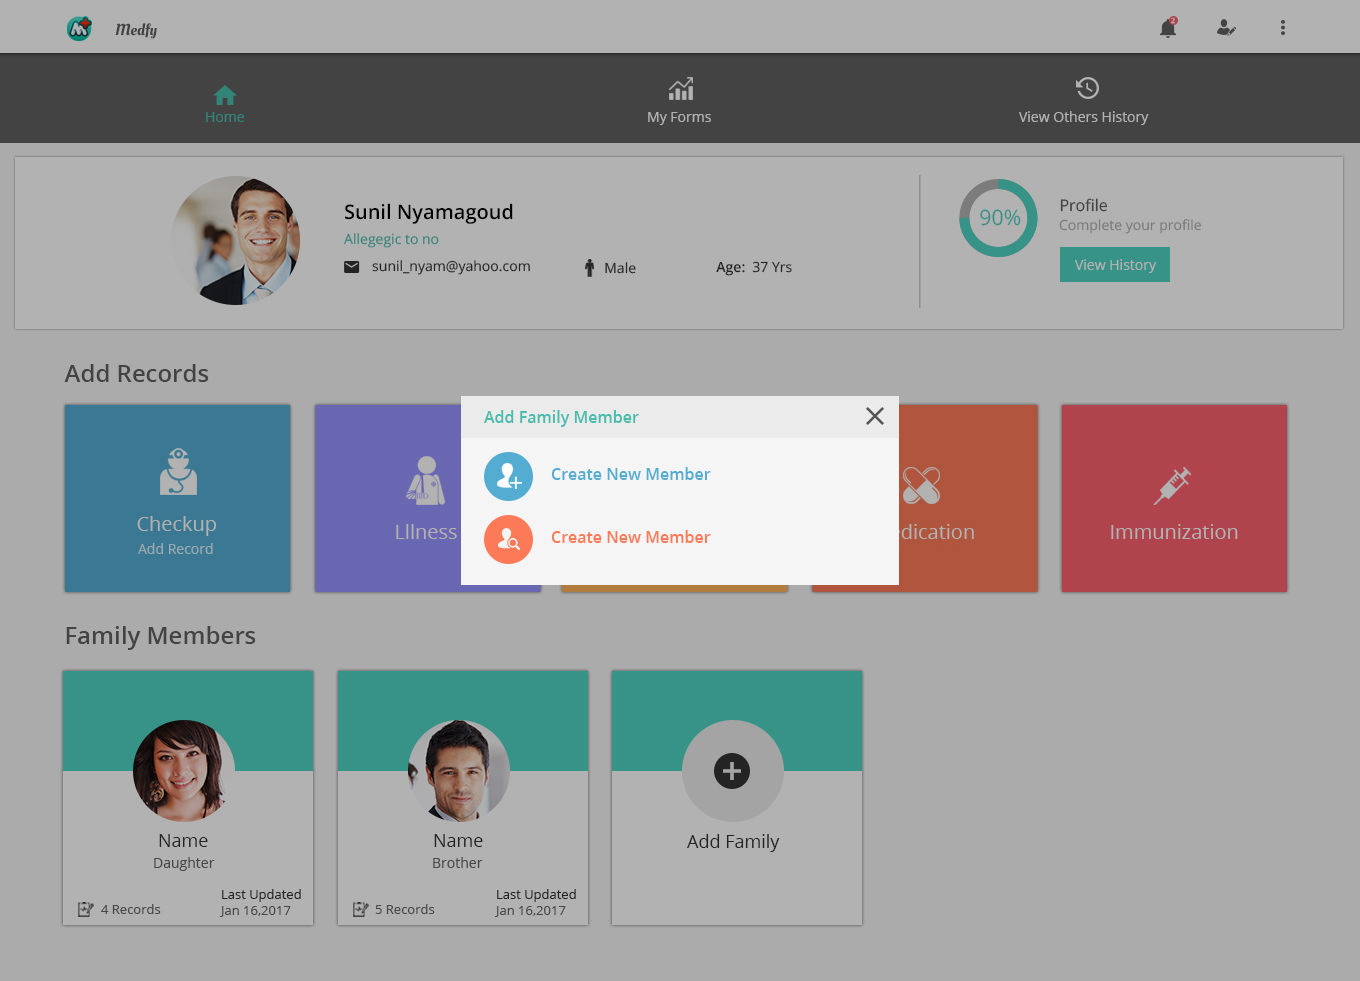 Medfy
2
Home
My Forms
View Others History
Sunil Nyamagoud
Allegegic to no
sunil_nyam@yahoo.com
Male
Age: 37 Yrs
90%
Profile
Complete your profile
View History
Add Records
Checkup
Add Record
Lllness
edication
Immunization
Add Family Member
Create New Member
Create New Member
Family Members
Name
Daughter
4 Records
Last Updated
Jan 16,2017
Name
Brother
5 Records
Last Updated
Jan 16,2017
Add Family